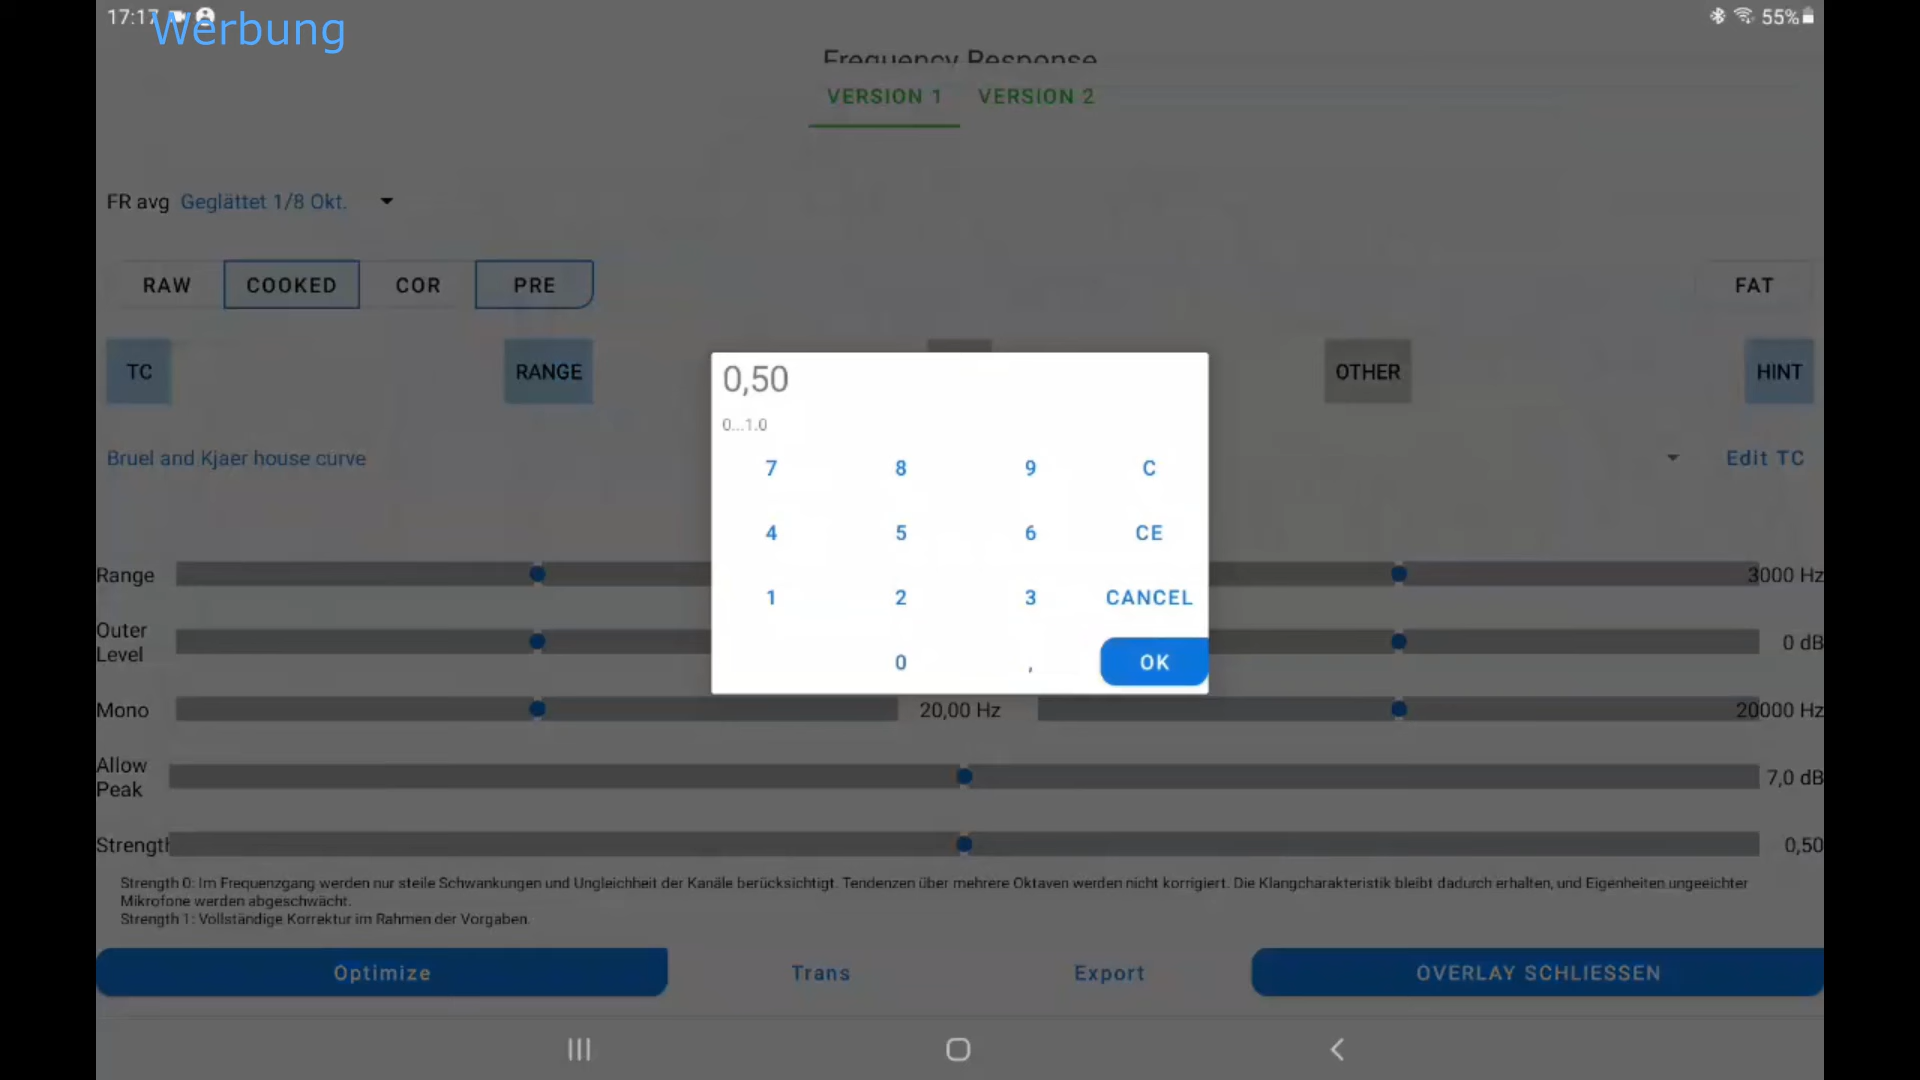 17:17
Werbung
55%
Frequency Response
VERSION 1 VERSION 2
FR avg Geglättet 1/8 Okt.
RAW COOKED COR PRE FAT
TC RANGE OTHER HINT
0,50
0...1.0
7 8 9 C
Bruel and Kjaer house curve Edit TC
4 5 6 CE
Range 3000 Hz
1 2 3 CANCEL
Outer
Level 0 dB
0 , OK
Mono 20,00 Hz 20000 Hz
Allow
Peak 7,0 dB
Strength 0,50
Strength 0: Im Frequenzgang werden nur steile Schwankungen und Ungleichheit der Kanäle berücksichtigt. Tendenzen über mehrere Oktaven werden nicht korrigiert. Die Klangcharakteristik bleibt dadurch erhalten, und Eigenheiten ungeeichter
Mikrofone werden abgeschwächt.
Strength 1: Vollständige Korrektur im Rahmen der Vorgaben.
Optimize Trans Export OVERLAY SCHLIESSEN